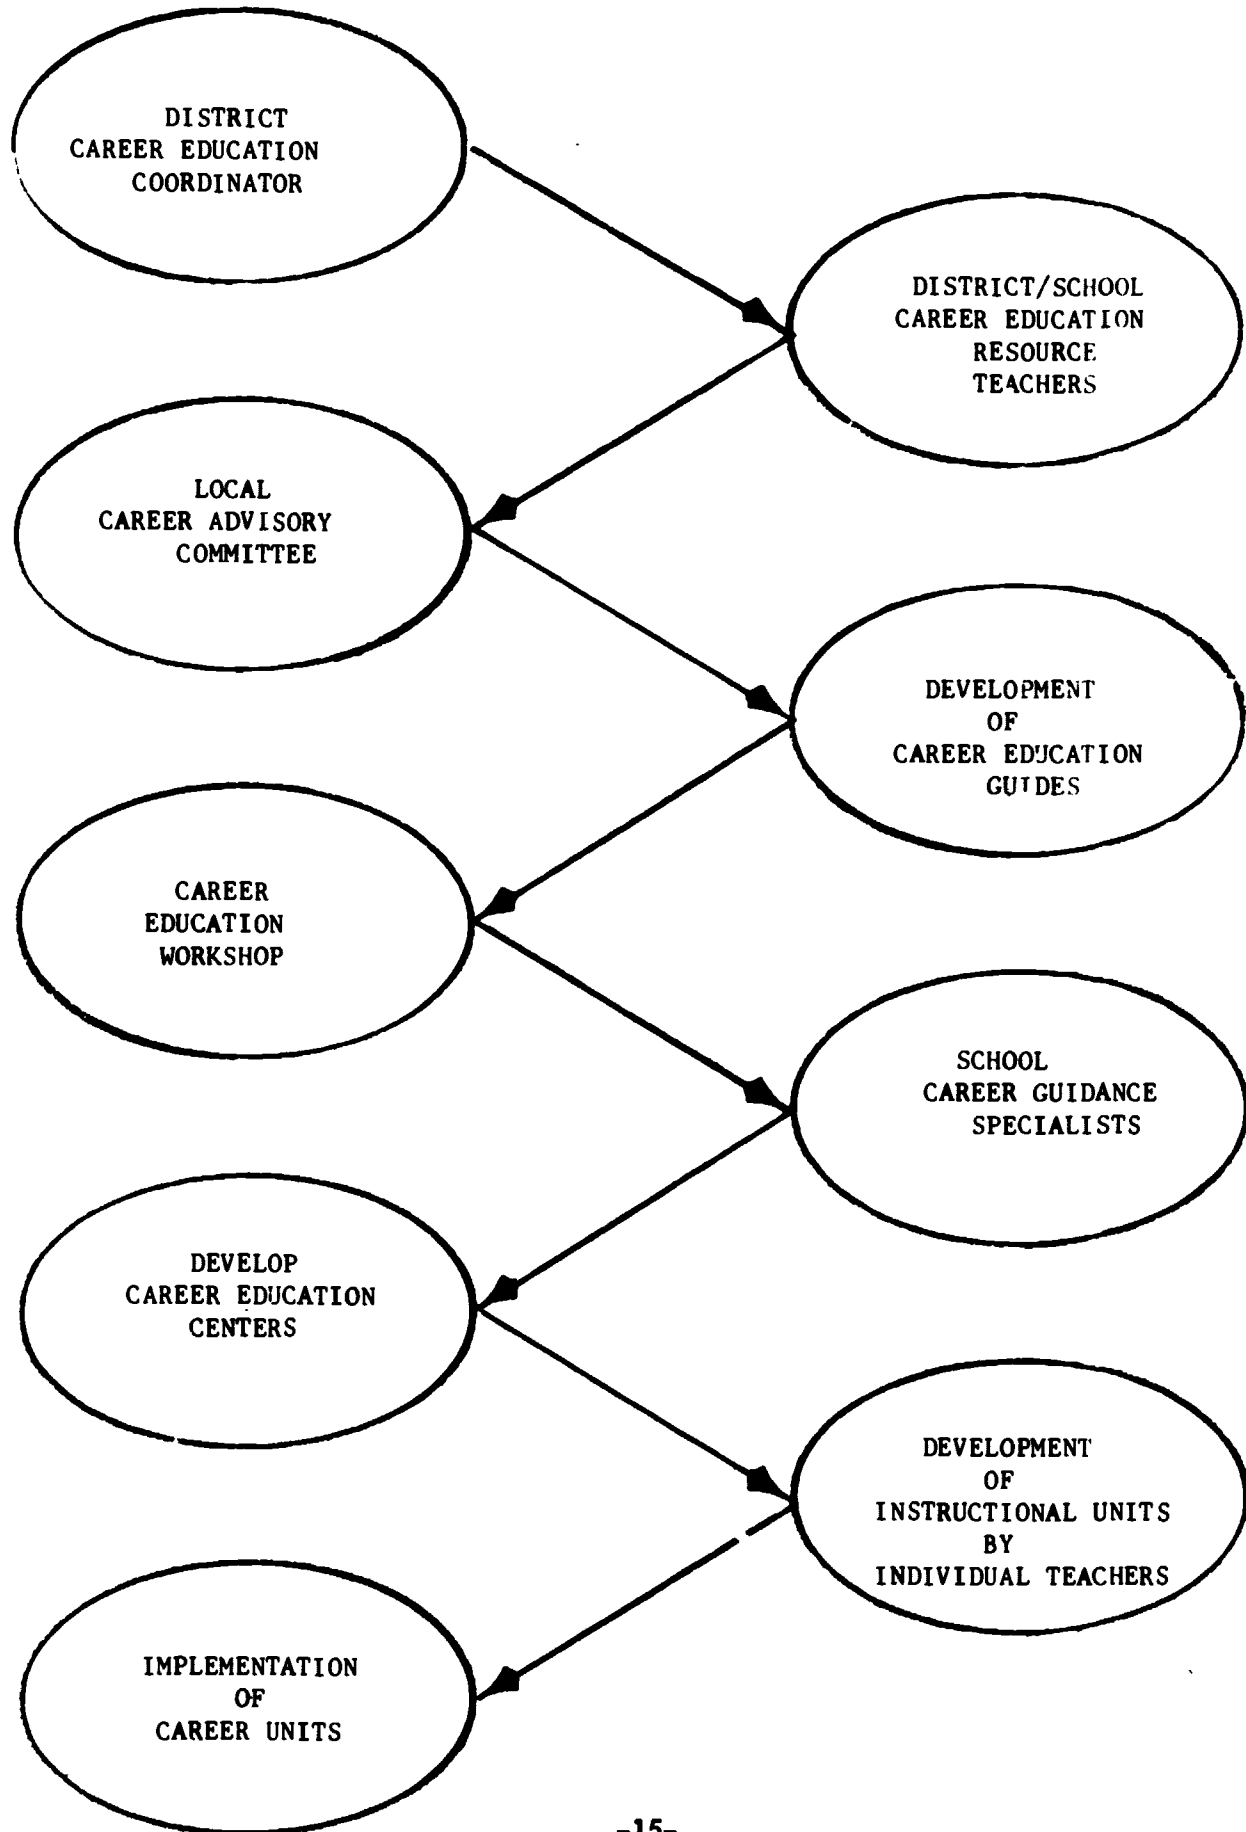 DISTRICT
CAREER EDUCATION
COORDINATOR
DISTRICT/SCHOOL
CAREER EDUCATION
RESOURCE
TEACHERS
LOCAL
CAREER ADVISORY
COMMITTEE
DEVELOPMENT
OF
CAREER EDUCATION
GUIDES
CAREER
EDUCATION
WORKSHOP
SCHOOL
CAREER GUIDANCE
SPECIALISTS
DEVELOP
CAREER EDUCATION
CENTERS
DEVELOPMENT
OF
INSTRUCTIONAL UNITS
BY
INDIVIDUAL TEACHERS
IMPLEMENTATION
OF
CAREER UNITS
-15-